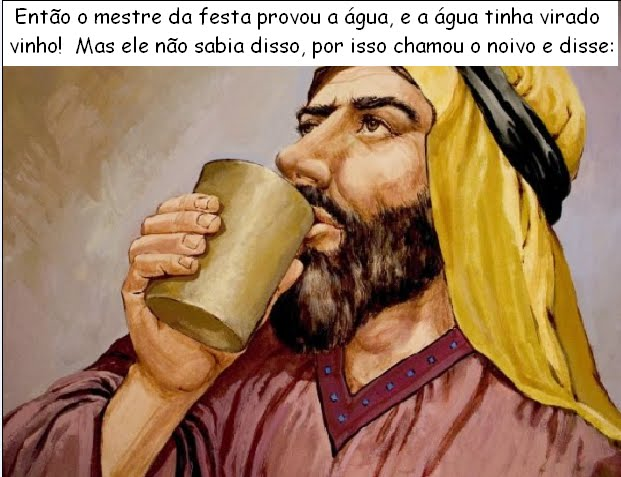 Então o mestre da festa provou a água, e a água tinha virado
vinho! Mas ele não sabia disso, por isso chamou o noivo e disse: